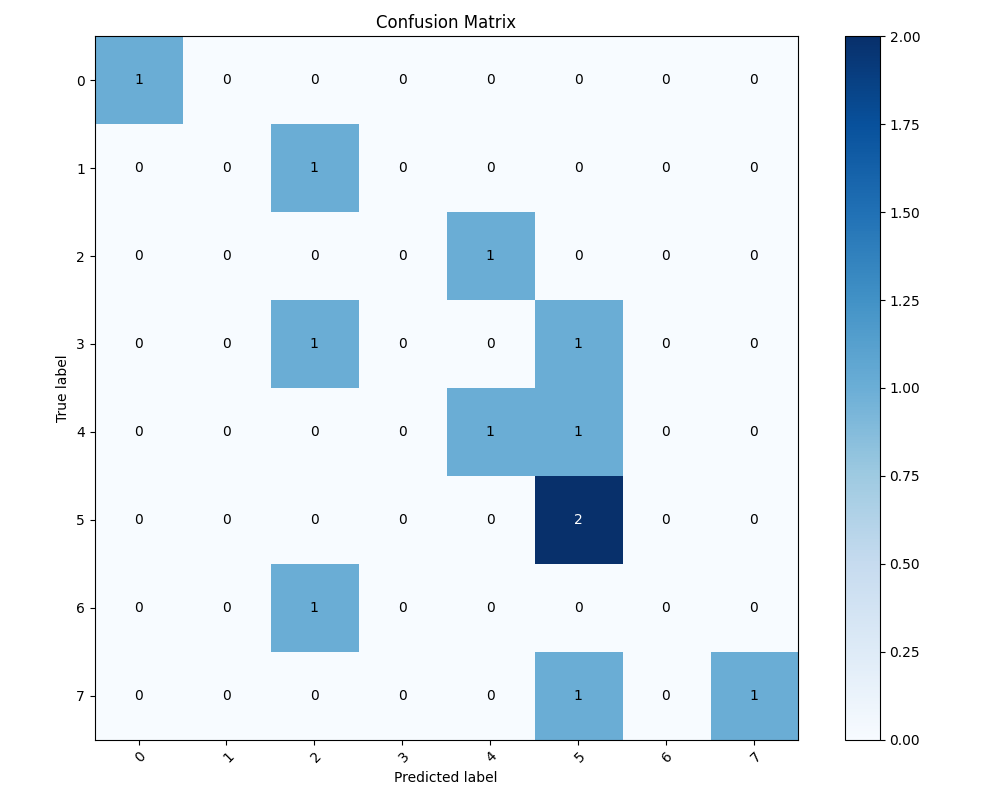 Confusion Matrix
True label
0 1 0 0 0 0 0 0 0
1 0 0 1 0 0 0 0 0
2 0 0 0 0 1 0 0 0
3 0 0 1 0 0 1 0 0
4 0 0 0 0 1 1 0 0
5 0 0 0 0 0 2 0 0
6 0 0 1 0 0 0 0 0
7 0 0 0 0 0 1 0 1
0 1 2 3 4 5 6 7
Predicted label
2.00
1.75
1.50
1.25
1.00
0.75
0.50
0.25
0.00